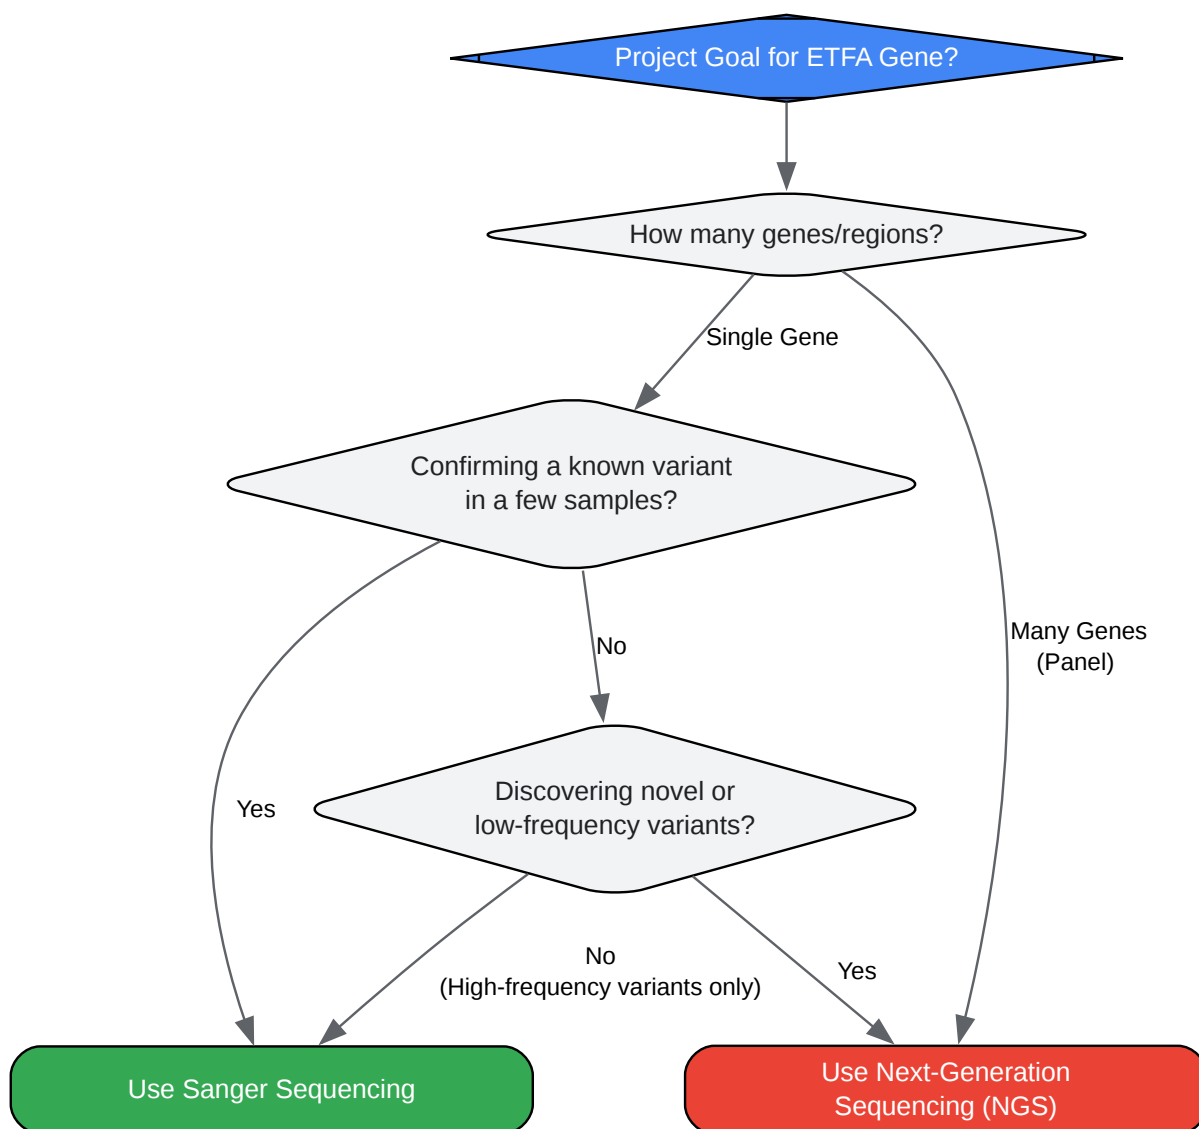 Project Goal for ETFA Gene?
How many genes/regions?
Single Gene
Confirming a known variant
in a few samples?
No
Many Genes
(Panel)
Yes
Discovering novel or
low-frequency variants?
No
(High-frequency variants only)
Yes
Use Sanger Sequencing
Use Next-Generation
Sequencing (NGS)